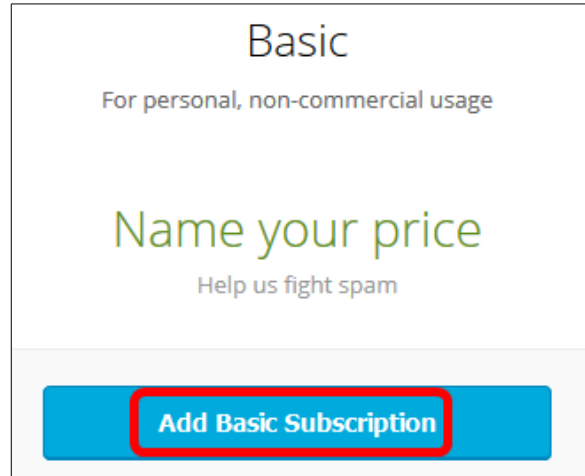 Basic
For personal, non-commercial usage
Name your price
Help us fight spam
Add Basic Subscription